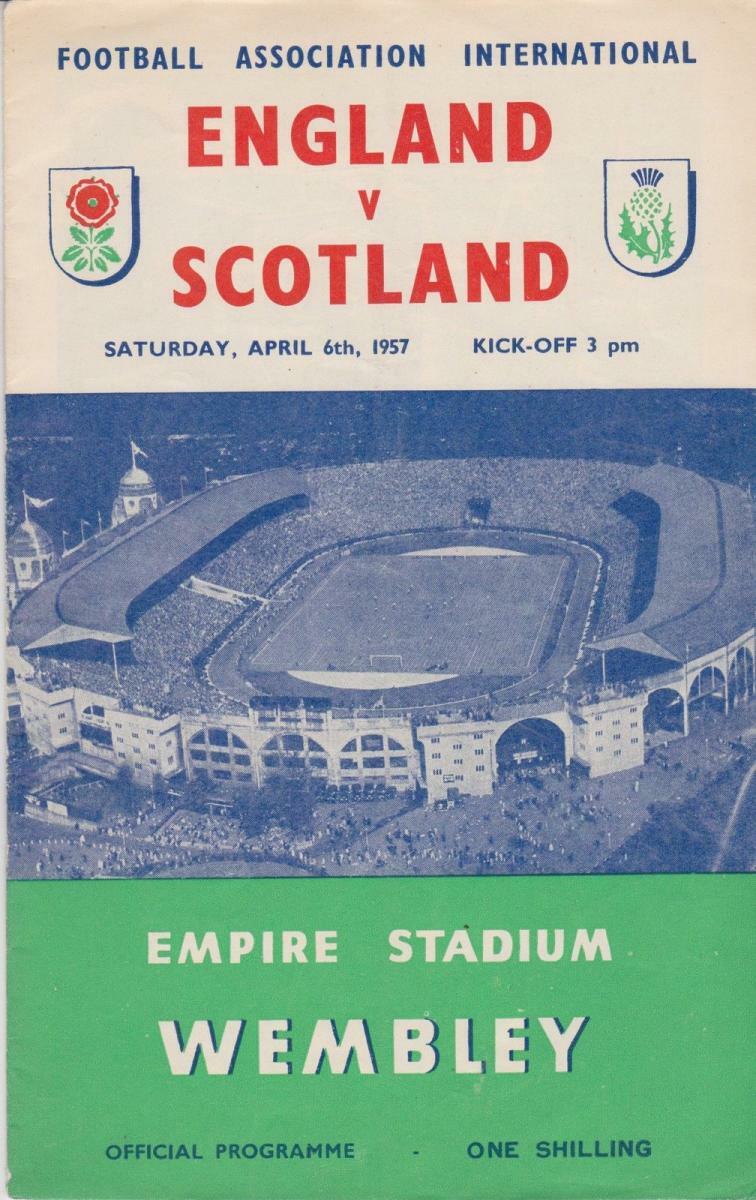 FOOTBALL ASSOCIATION INTERNATIONAL
ENGLAND
V
SCOTLAND
SATURDAY, APRIL 6th, 1957 KICK-OFF 3 pm
EMPIRE STADIUM
WEMBLEY
OFFICIAL PROGRAMME - ONE SHILLING